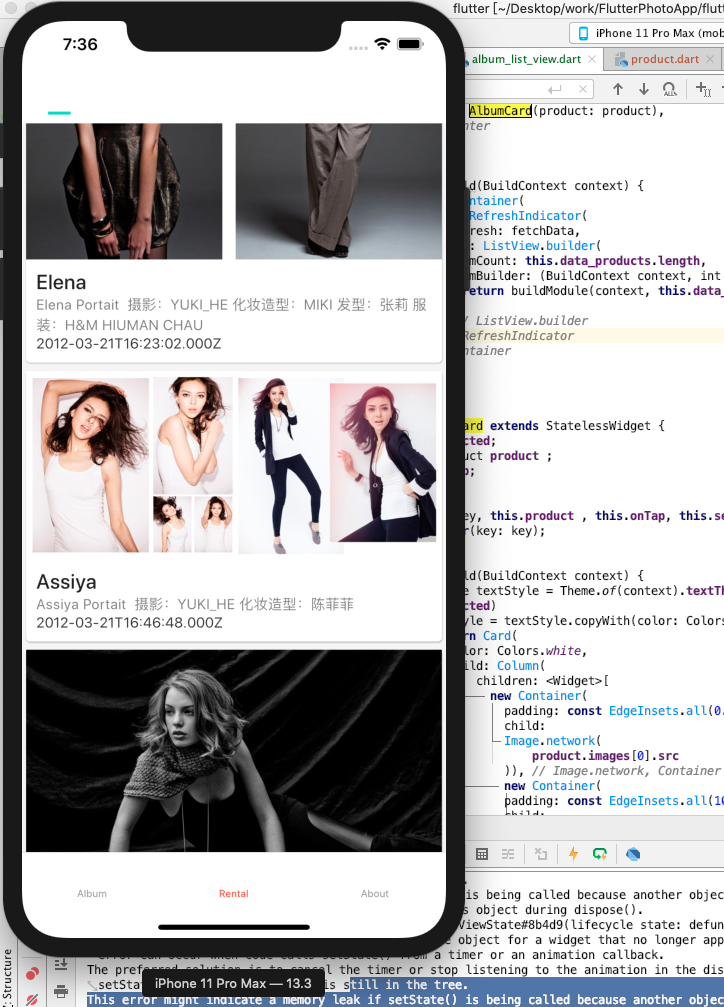 flutter [~/Desktop/work/FlutterPhotoApp/flutt
iPhone 11 Pro Max (mob
album_list_view.dart
product.dart
7:36
AlbumCard(product: product),
nter
ld(BuildContext context) {
ntainer(
RefreshIndicator(
resh: fetchData,
: ListView.builder(
mCount: this.data_products.length,
mBuilder: (BuildContext context, int
return buildModule(context, this.data_
/ ListView.builder
RefreshIndicator
ntainer
Elena
Elena Portait 摄影：YUKI_HE 化妆造型：MIKI 发型：张莉 服
装：H&M HIUMAN CHAU
2012-03-21T16:23:02.000Z
ard extends StatelessWidget {
cted;
uct product ;
p;
ey, this.product , this.onTap, this.se
r(key: key);
ld(BuildContext context) {
e textStyle = Theme.of(context).textTh
cted)
yle = textStyle.copyWith(color: Colors
rn Card(
lor: Colors.white,
ild: Column(
children: <Widget>[
new Container(
padding: const EdgeInsets.all(0.
child:
Image.network(
product.images[0].src
)), // Image.network, Container
new Container(
padding: const EdgeInsets.all(10
child:
Assiya
Assiya Portait 摄影：YUKI_HE 化妆造型：陈菲菲
2012-03-21T16:46:48.000Z
Album
Rental
About
is being called because another objec
s object during dispose().
ViewState#8b4d9(lifecycle state: defun
e object for a widget that no longer app
error can occur when code calls setState() from a timer or an animation callback.
The preferred solution is to cancel the timer or stop listening to the animation in the dis
setState() is still in the tree.
This error might indicate a memory leak if setState() is being called because another objec
iPhone 11 Pro Max — 13.3
Structure